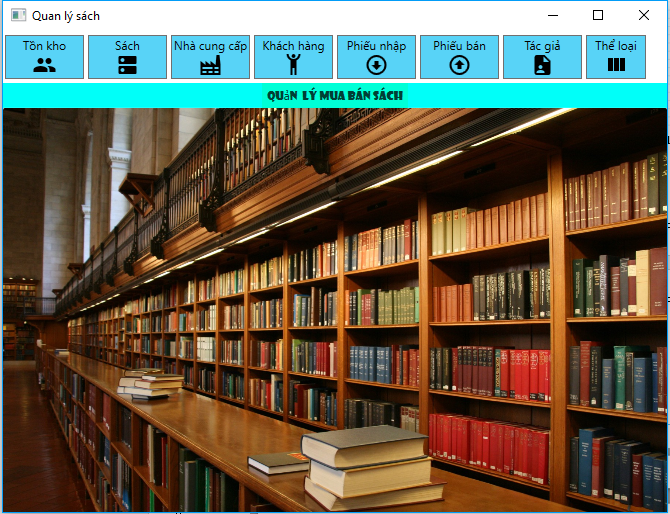 Quan lý sách
Tồn kho Sách Nhà cung cấp Khách hàng Phiếu nhập Phiếu bán Tác giả Thể loại
QUẢN LÝ MUA BÁN SÁCH